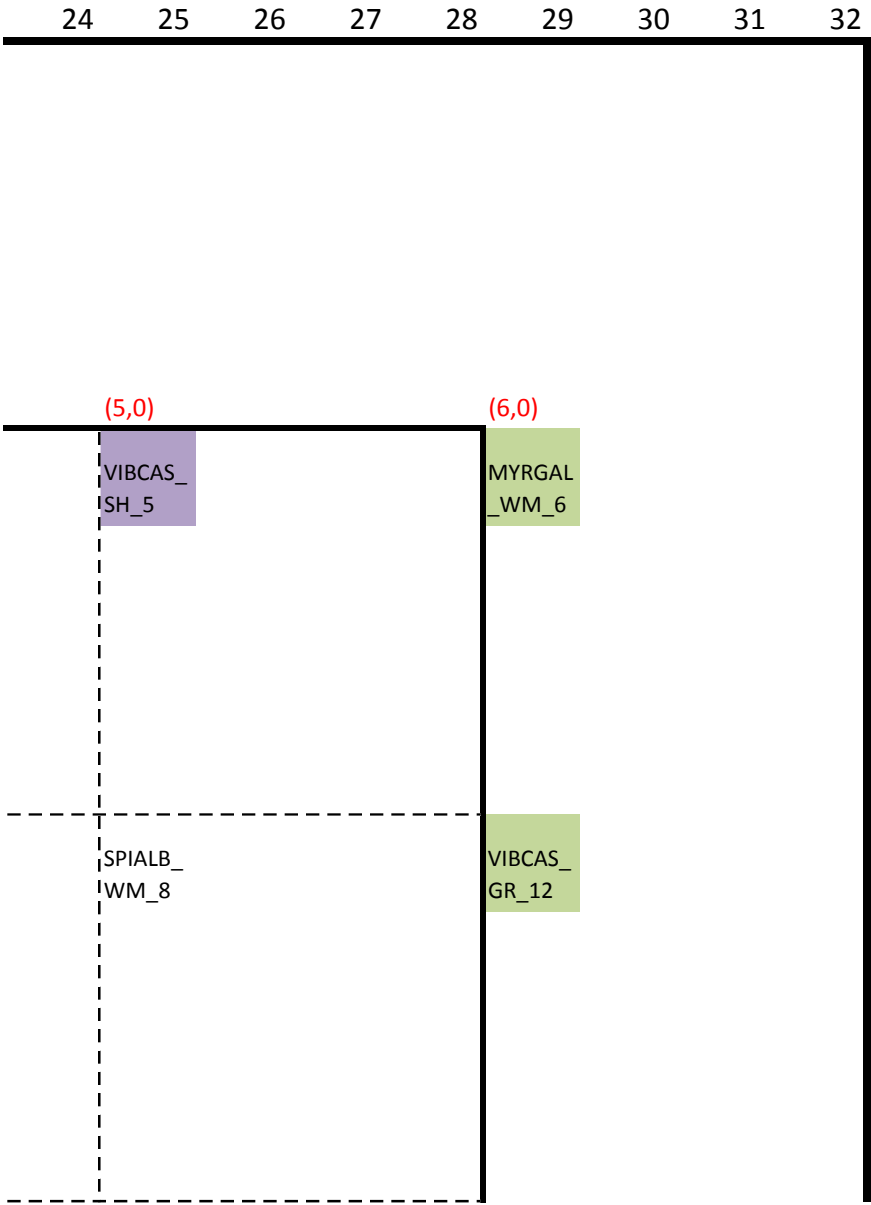 24 25 26 27 28 29 30 31 32
(5,0) (6,0)
VIBCAS_ MYRGAL
SH_5 _WM_6
SPIALB_ VIBCAS_
WM_8 GR_12